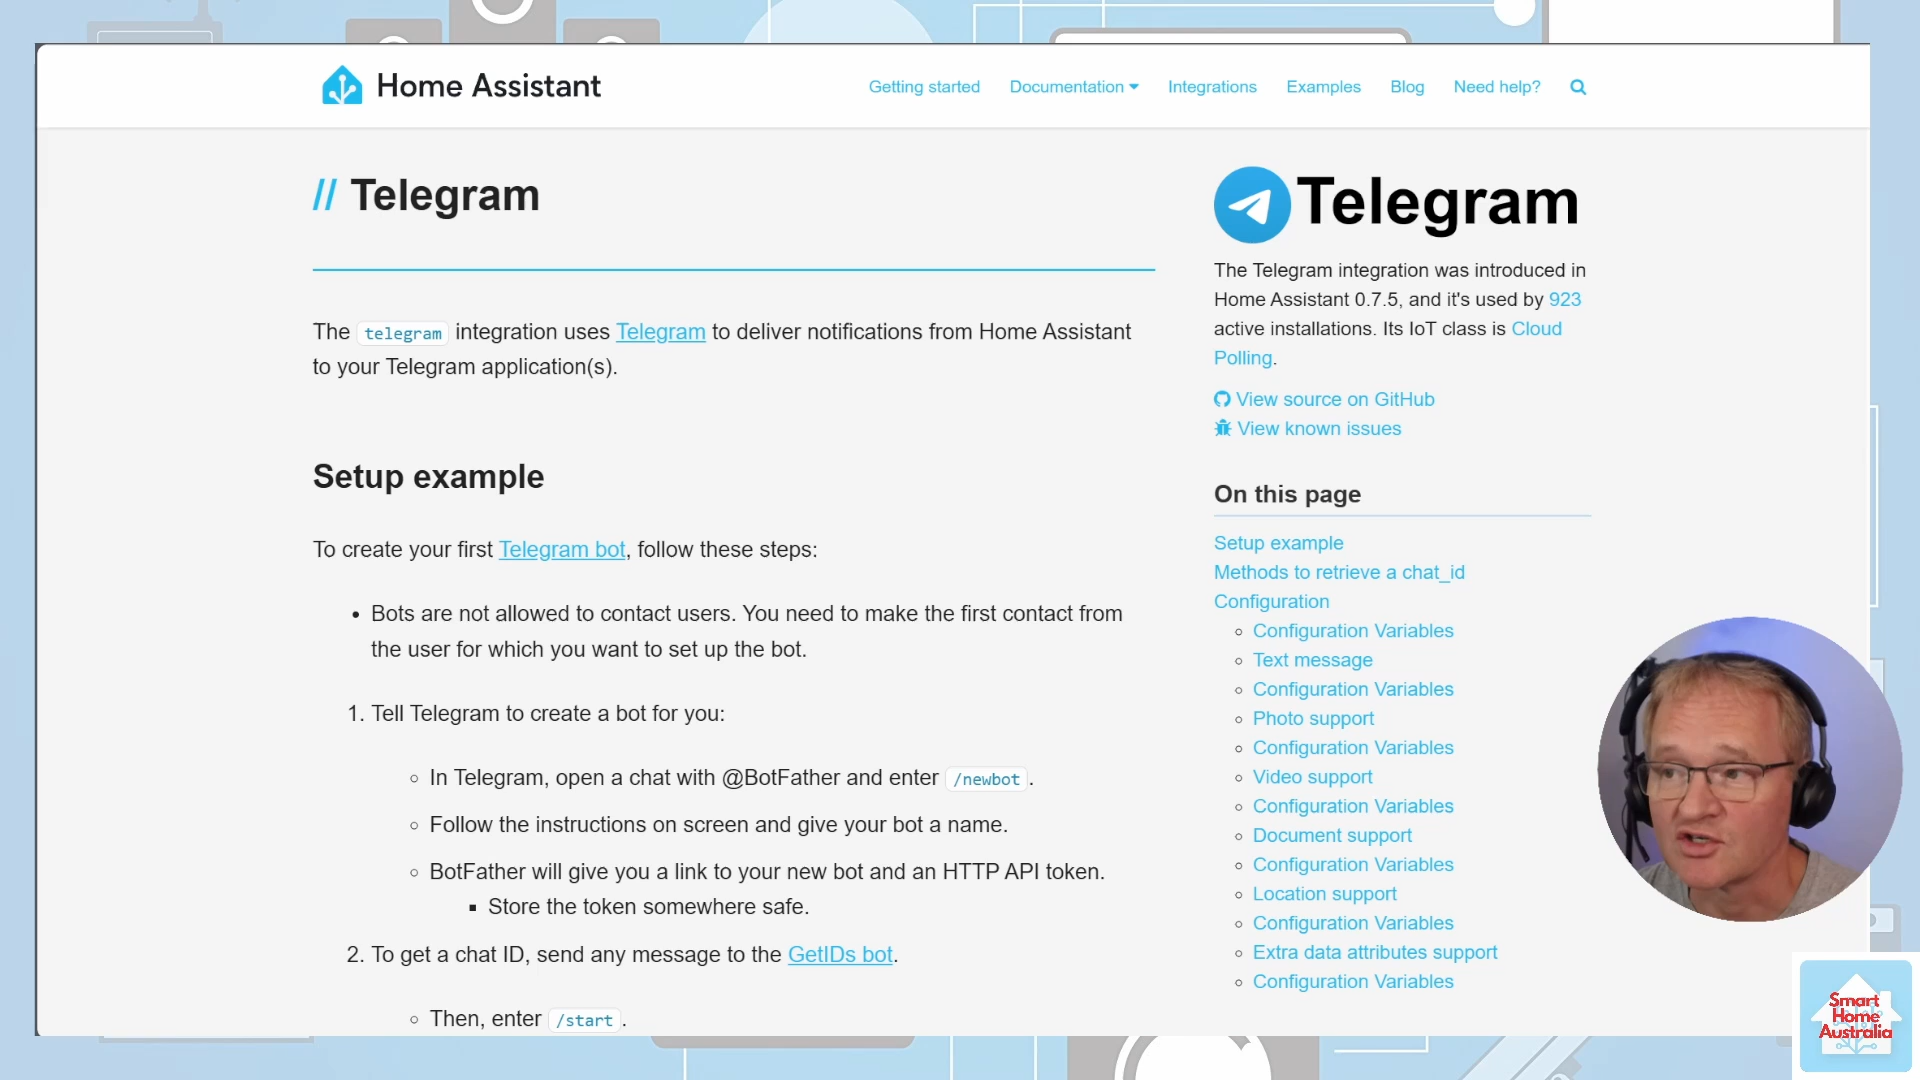 Home Assistant
Getting started Documentation Integrations Examples Blog Need help?
// Telegram
The telegram integration uses Telegram to deliver notifications from Home Assistant
to your Telegram application(s).
Setup example
To create your first Telegram bot, follow these steps:
• Bots are not allowed to contact users. You need to make the first contact from
the user for which you want to set up the bot.
1. Tell Telegram to create a bot for you:
In Telegram, open a chat with @BotFather and enter /newbot.
Follow the instructions on screen and give your bot a name.
BotFather will give you a link to your new bot and an HTTP API token.
Store the token somewhere safe.
2. To get a chat ID, send any message to the GetIDs bot.
Then, enter /start.
Telegram
The Telegram integration was introduced in
Home Assistant 0.7.5, and it's used by 923
active installations. Its IoT class is Cloud
Polling.
View source on GitHub
View known issues
On this page
Setup example
Methods to retrieve a chat_id
Configuration
Configuration Variables
Text message
Configuration Variables
Photo support
Configuration Variables
Video support
Configuration Variables
Document support
Configuration Variables
Location support
Configuration Variables
Extra data attributes support
Configuration Variables
Smart
Home
Australia